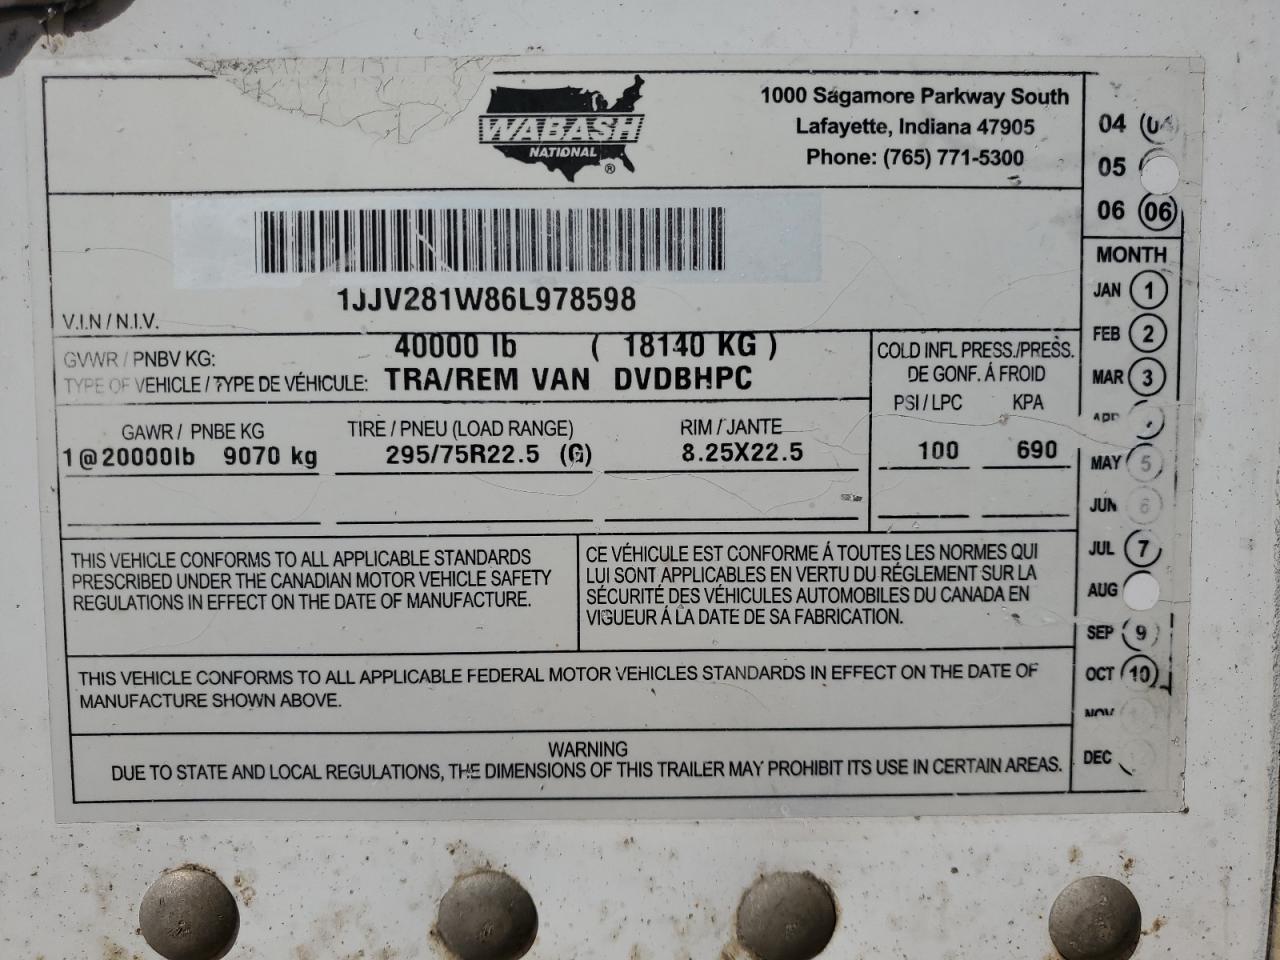 WABASH
NATIONAL ®
1000 Sagamore Parkway South
Lafayette, Indiana 47905
Phone: (765) 771-5300
04 04
05
06 06
1JJV281W86L978598
V.I.N / N.I.V.
GVWR / PNBV KG: 40000 lb ( 18140 KG )
TYPE OF VEHICLE / TYPE DE VÉHICULE: TRA/REM VAN DVDBHPC
COLD INFL PRESS./PRESS.
DE GONF. Á FROID
PSI / LPC KPA
GAWR / PNBE KG TIRE / PNEU (LOAD RANGE) RIM / JANTE
1@20000lb 9070 kg 295/75R22.5 (G) 8.25X22.5 100 690
THIS VEHICLE CONFORMS TO ALL APPLICABLE STANDARDS
PRESCRIBED UNDER THE CANADIAN MOTOR VEHICLE SAFETY
REGULATIONS IN EFFECT ON THE DATE OF MANUFACTURE.
CE VÉHICULE EST CONFORME Á TOUTES LES NORMES QUI
LUI SONT APPLICABLES EN VERTU DU RÉGLEMENT SUR LA
SÉCURITÉ DES VÉHICULES AUTOMOBILES DU CANADA EN
VIGUEUR Á LA DATE DE SA FABRICATION.
THIS VEHICLE CONFORMS TO ALL APPLICABLE FEDERAL MOTOR VEHICLES STANDARDS IN EFFECT ON THE DATE OF
MANUFACTURE SHOWN ABOVE.
WARNING
DUE TO STATE AND LOCAL REGULATIONS, THE DIMENSIONS OF THIS TRAILER MAY PROHIBIT ITS USE IN CERTAIN AREAS.
MONTH
JAN 1
FEB 2
MAR 3
APR
MAY 5
JUN 6
JUL 7
AUG
SEP 9
OCT 10
NOV
DEC